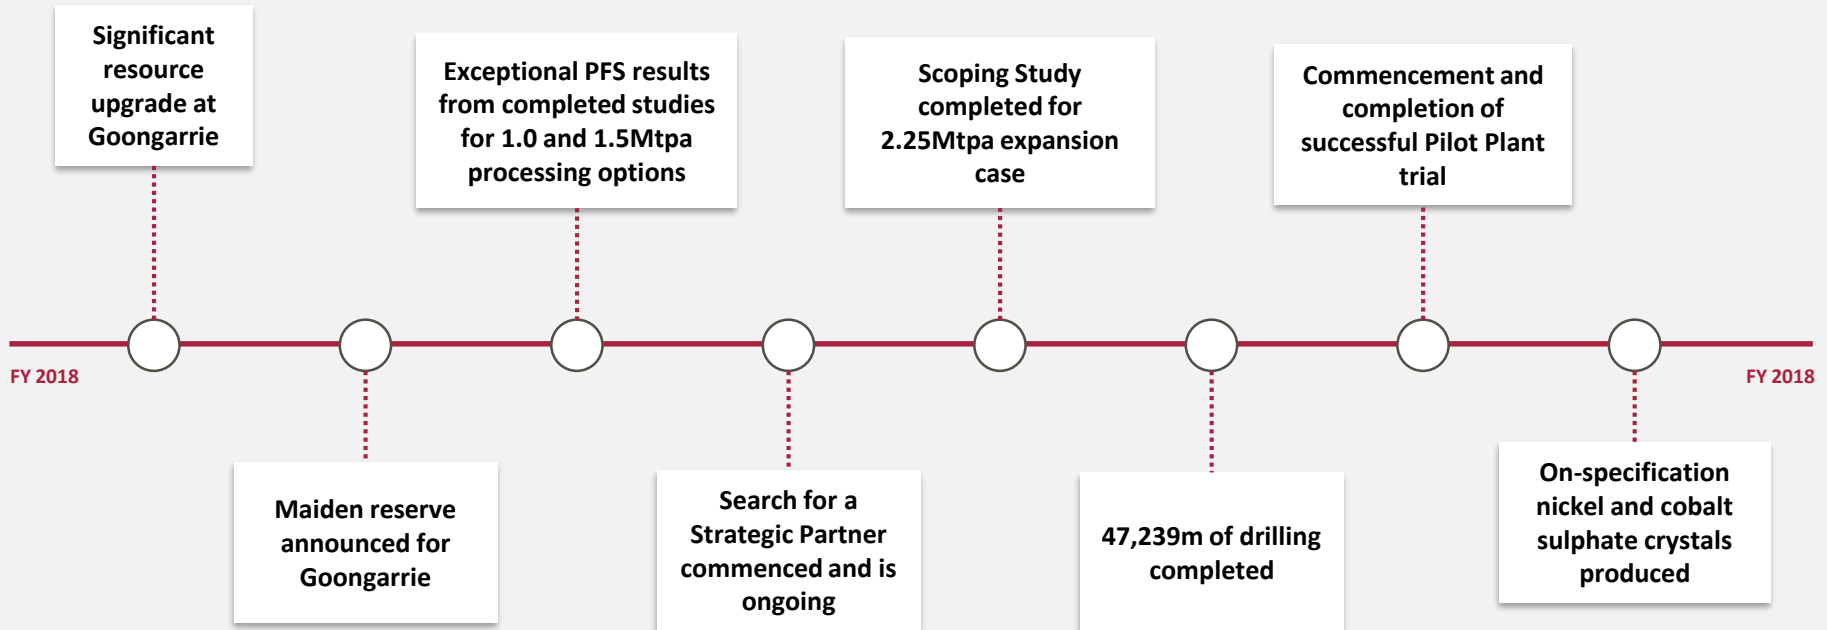 Significant
resource
upgrade at
Goongarrie
Exceptional PFS results
from completed studies
for 1.0 and 1.5Mtpa
processing options
Scoping Study
completed for
2.25Mtpa expansion
case
Commencement and
completion of
successful Pilot Plant
trial
FY 2018
FY 2018
Maiden reserve
announced for
Goongarrie
Search for a
Strategic Partner
commenced and is
ongoing
47,239m of drilling
completed
On-specification
nickel and cobalt
sulphate crystals
produced